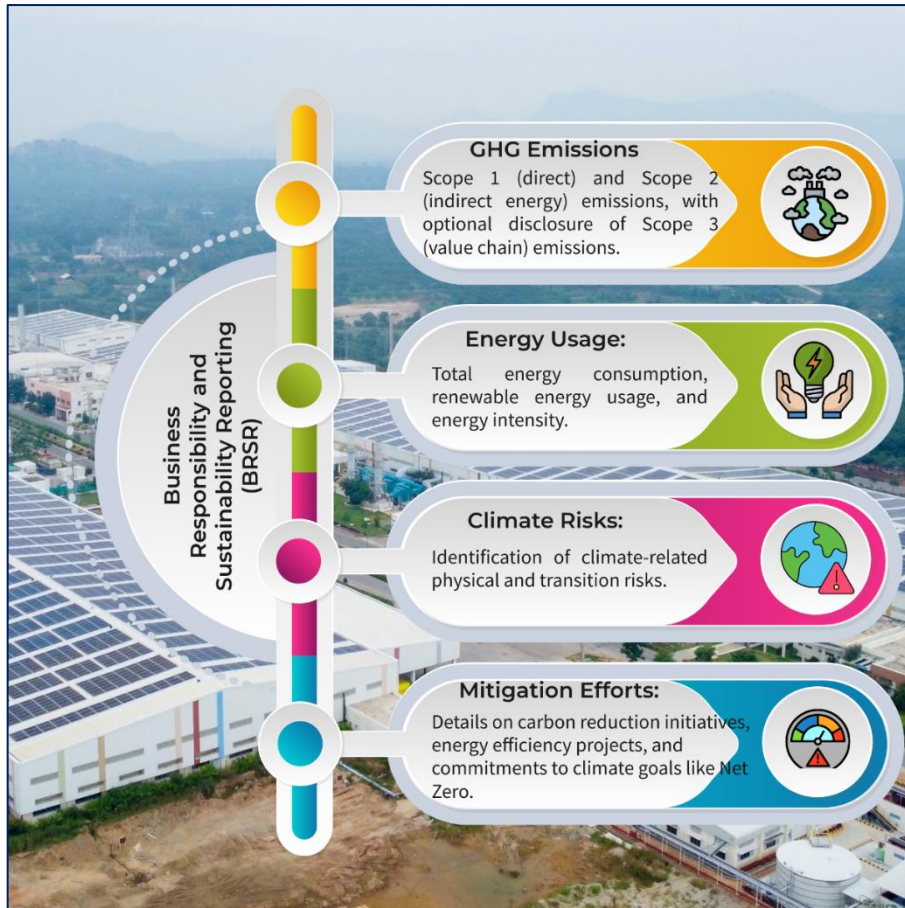 Business
Responsibility and
Sustainability Reporting
(BRSR)
GHG Emissions
Scope 1 (direct) and Scope 2
(indirect energy) emissions, with
optional disclosure of Scope 3
(value chain) emissions.
Energy Usage:
Total energy consumption,
renewable energy usage, and
energy intensity.
Climate Risks:
Identification of climate-related
physical and transition risks.
Mitigation Efforts:
Details on carbon reduction initiatives,
energy efficiency projects, and
commitments to climate goals like Net
Zero.